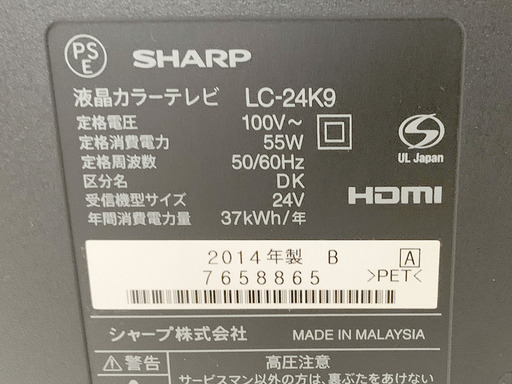 PS
E
SHARP
液晶カラーテレビ LC-24K9
定格電圧 100V～
定格消費電力 55W
定格周波数 50/60Hz
区分名 DK
受信機型サイズ 24V
年間消費電力量 37kWh/年
UL Japan
HDMI
2014年製 B A
7658865 >PET<
シャープ株式会社 MADE IN MALAYSIA
警告 高圧注意
サービスマン以外の方は、裏ぶたをあけない